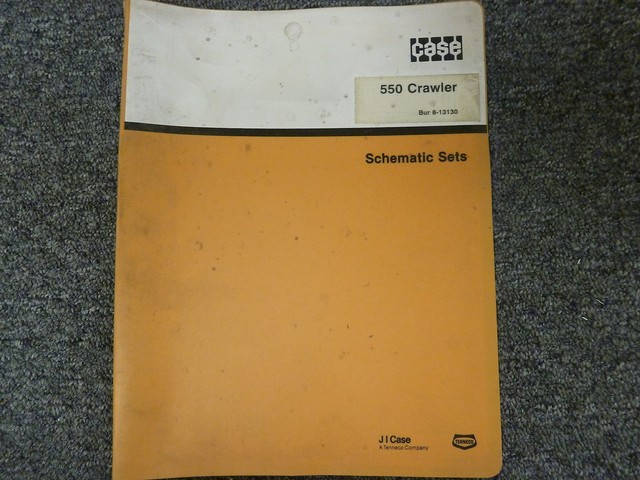 case
550 Crawler
Bur 8-13130
Schematic Sets
J I Case
A Tenneco Company
TENNECO